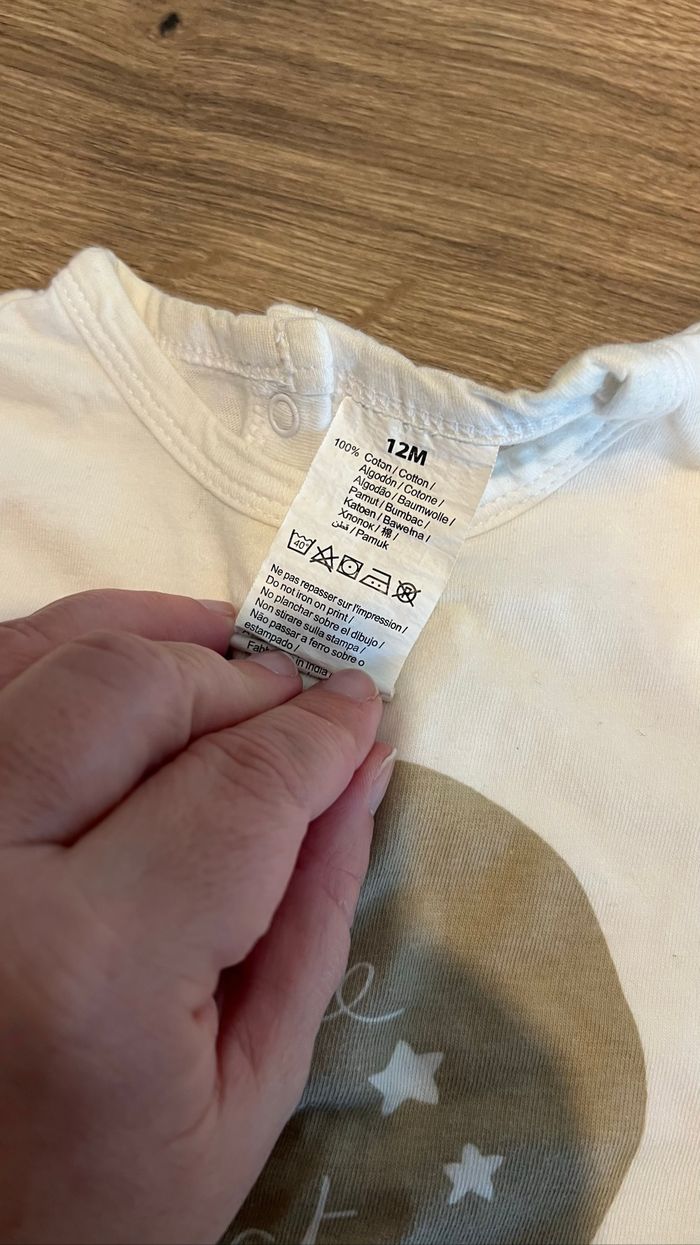 12M
100% Coton / Cotton /
Algodón / Cotone /
Algodão / Baumwolle /
Pamut / Bumbac /
Katoen / Bawełna /
Хлопок / 棉 /
قطن / Pamuk
40°
Ne pas repasser sur l'impression /
Do not iron on print /
No planchar sobre el dibujo /
Non stirare sulla stampa /
Não passar a ferro sobre o
estampado /
in India